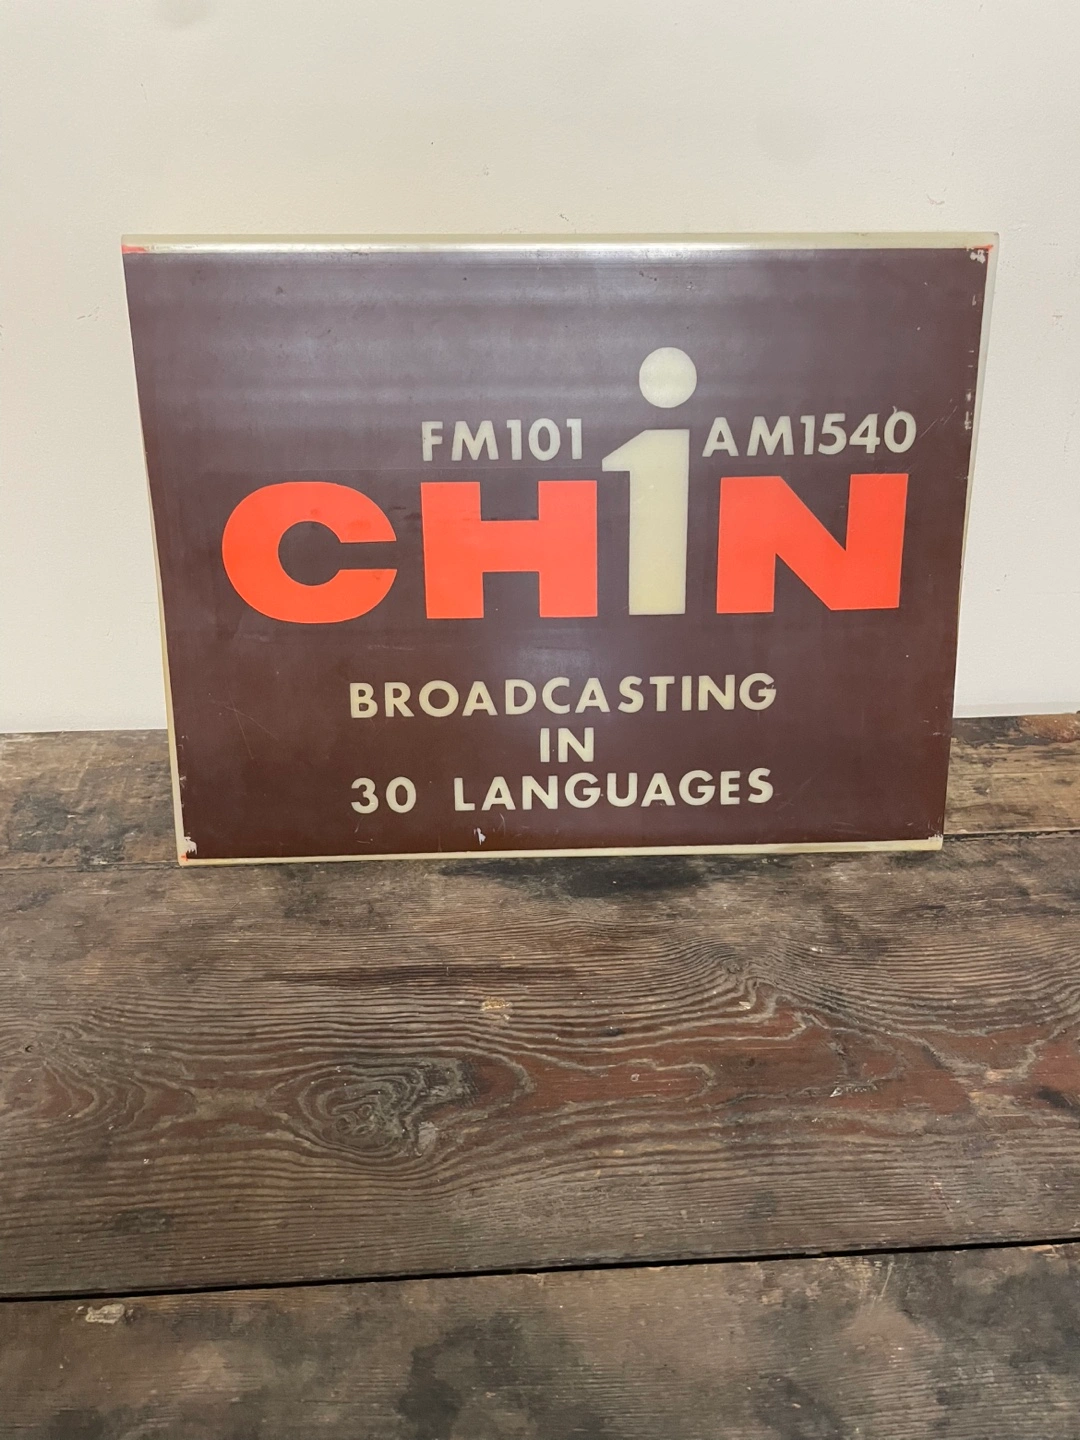 FM101 AM1540
CHiN
BROADCASTING
IN
30 LANGUAGES